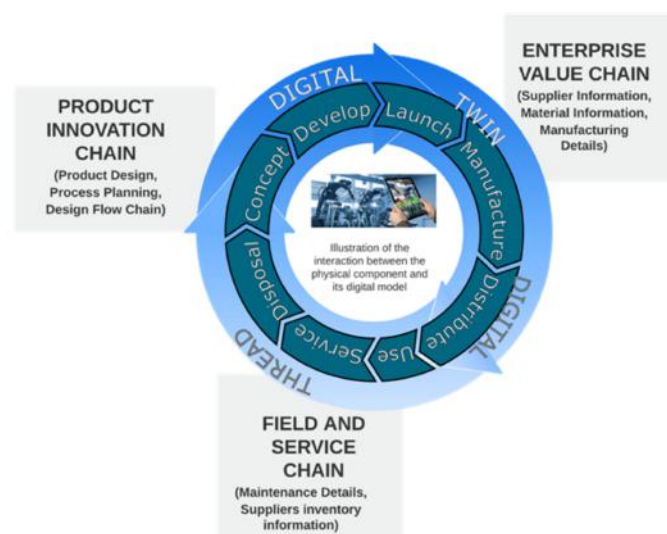 PRODUCT
INNOVATION
CHAIN
(Product Design,
Process Planning,
Design Flow Chain)
ENTERPRISE
VALUE CHAIN
(Supplier Information,
Material Information,
Manufacturing
Details)
DIGITAL
TWIN
DIGITAL
THREAD
Concept
Develop
Launch
Manufacture
Distribute
Use
Service
Disposal
Illustration of the
interaction between the
physical component and
its digital model
FIELD AND
SERVICE
CHAIN
(Maintenance Details,
Suppliers inventory
information)